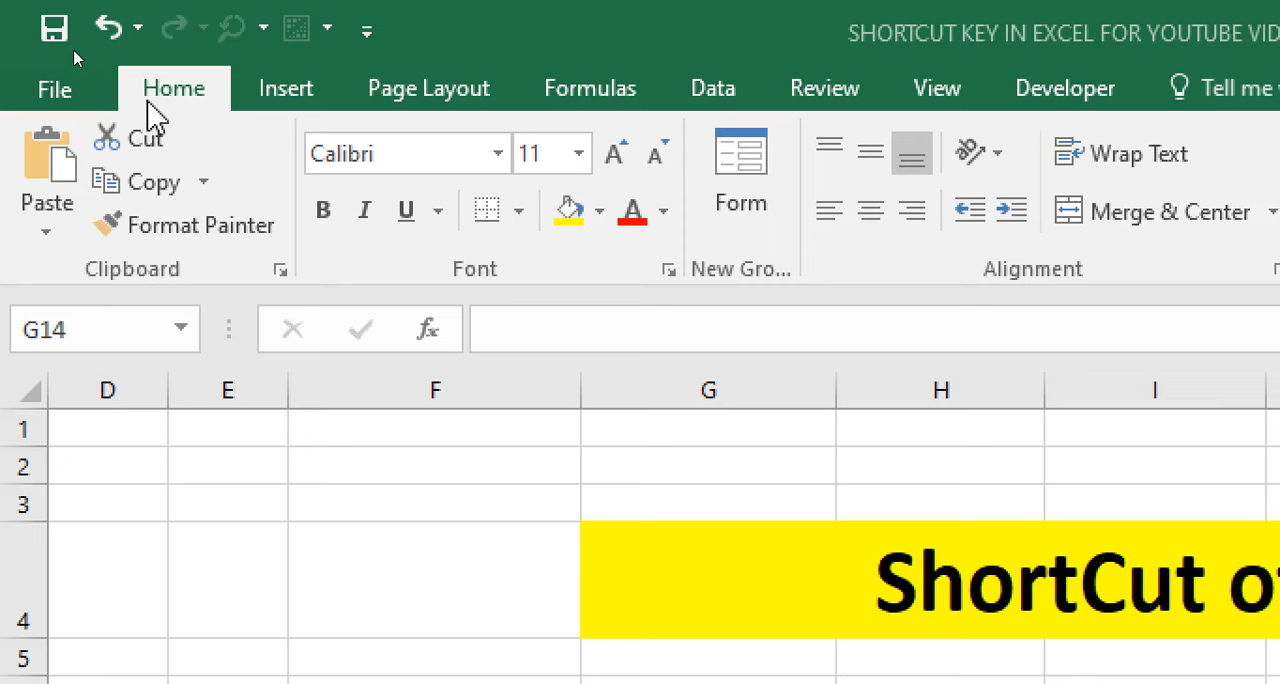 SHORTCUT KEY IN EXCEL FOR YOUTUBE VID
File Home Insert Page Layout Formulas Data Review View Developer Tell me
Cut
Calibri 11 A A Wrap Text
Copy
Paste B I U A Form Merge & Center
Format Painter
Clipboard Font New Gro... Alignment
G14 fx
D E F G H I
1
2
3
4 ShortCut of
5